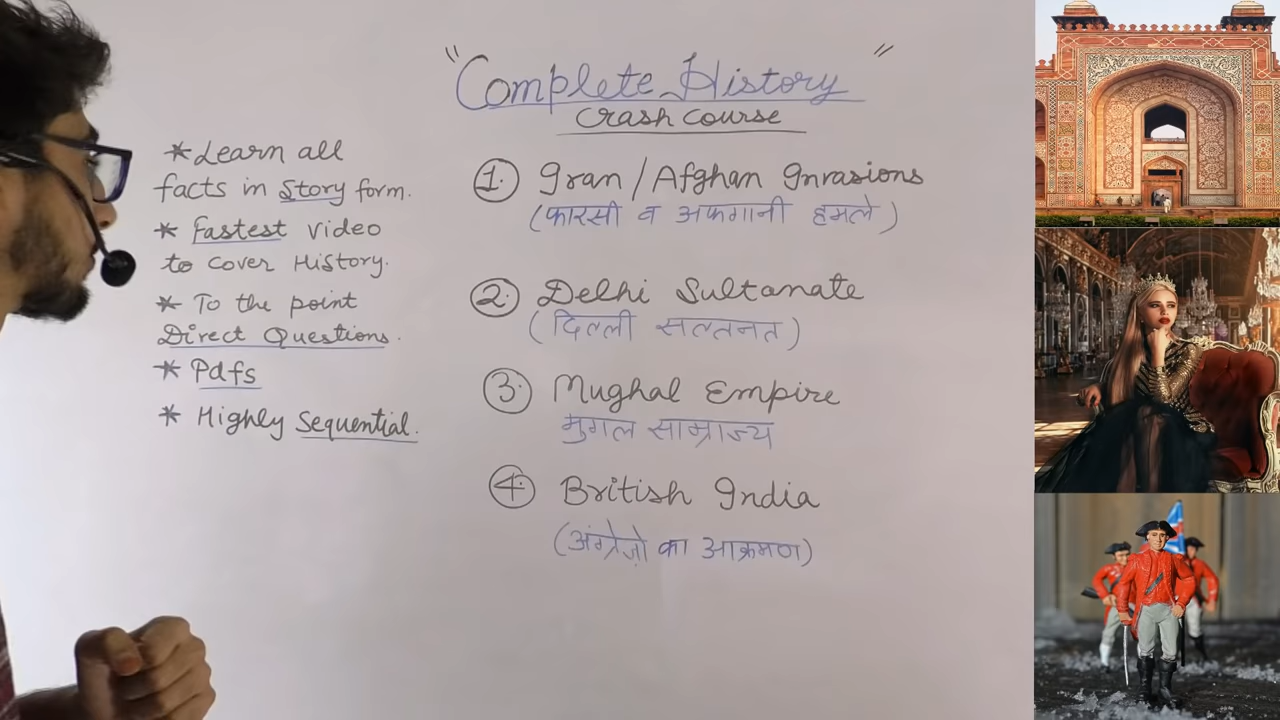 "Complete History"
Crash Course
* Learn all
facts in Story form.
* Fastest video
to cover History.
* To the point
Direct Questions.
* Pdfs
* Highly Sequential.
1. Iran/Afghan Invasions
(फारसी व अफगानी हमले)
2. Delhi Sultanate
(दिल्ली सल्तनत)
3. Mughal Empire
मुगल साम्राज्य
4. British India
(अंग्रेज़ो का आक्रमण)